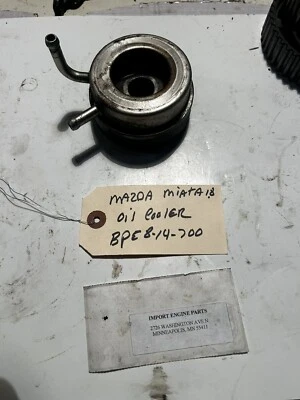 MAZDA MIATA 1.8
Oil Cooler
BPE8-14-700
IMPORT ENGINE PARTS
2728 WASHINGTON AVE N
MINNEAPOLIS, MN 55411